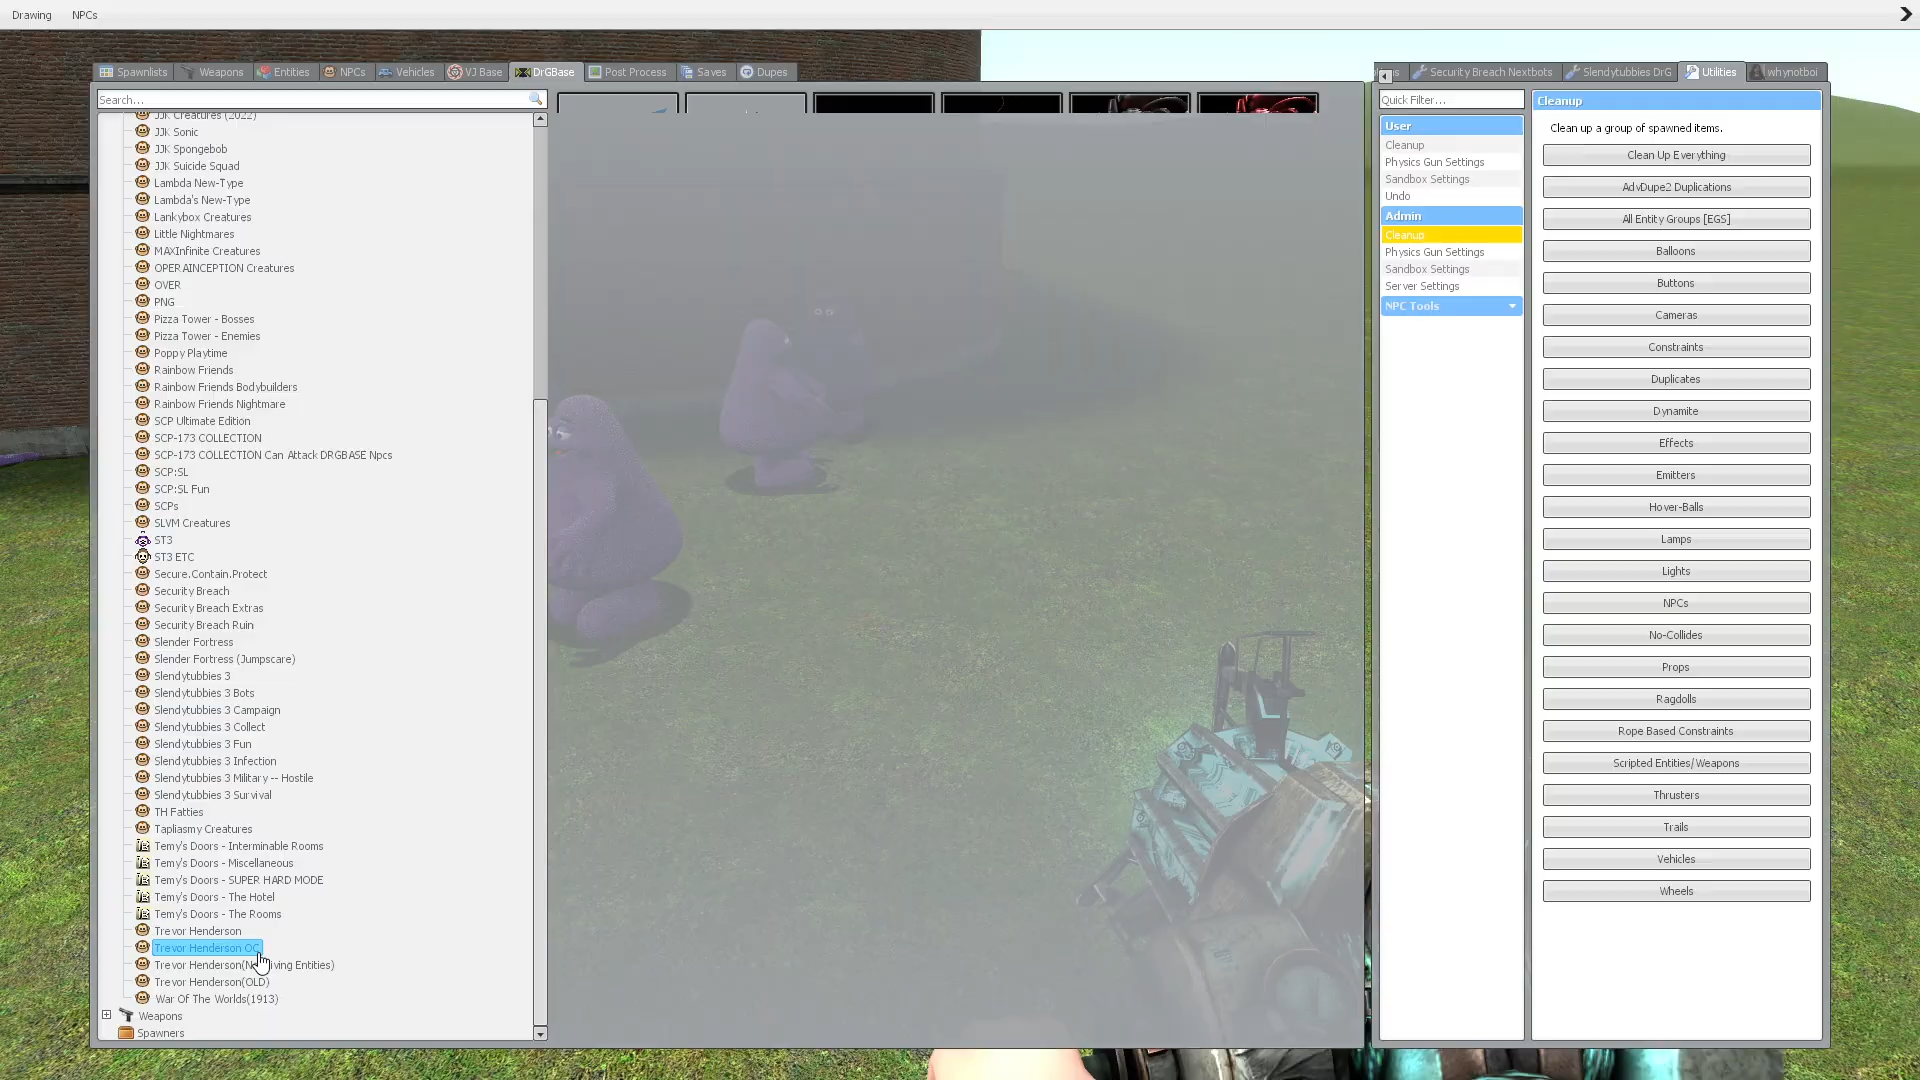 Drawing NPCs
Spawnlists Weapons Entities NPCs Vehicles VJ Base DrGBase Post Process Saves Dupes
Search...
JJK Creatures (2022)
JJK Sonic
JJK Spongebob
JJK Suicide Squad
Lambda New-Type
Lambda's New-Type
Lankybox Creatures
Little Nightmares
MAXInfinite Creatures
OPERAINCEPTION Creatures
OVER
PNG
Pizza Tower - Bosses
Pizza Tower - Enemies
Poppy Playtime
Rainbow Friends
Rainbow Friends Bodybuilders
Rainbow Friends Nightmare
SCP Ultimate Edition
SCP-173 COLLECTION
SCP-173 COLLECTION Can Attack DRGBASE Npcs
SCP:SL
SCP:SL Fun
SCPs
SLVM Creatures
ST3
ST3 ETC
Secure.Contain.Protect
Security Breach
Security Breach Extras
Security Breach Ruin
Slender Fortress
Slender Fortress (Jumpscare)
Slendytubbies 3
Slendytubbies 3 Bots
Slendytubbies 3 Campaign
Slendytubbies 3 Collect
Slendytubbies 3 Fun
Slendytubbies 3 Infection
Slendytubbies 3 Military -- Hostile
Slendytubbies 3 Survival
TH Fatties
Tapliasmy Creatures
Temy's Doors - Interminable Rooms
Temy's Doors - Miscellaneous
Temy's Doors - SUPER HARD MODE
Temy's Doors - The Hotel
Temy's Doors - The Rooms
Trevor Henderson
Trevor Henderson OC
Trevor Henderson( Entities)
Trevor Henderson(OLD)
War Of The Worlds(1913)
Weapons
Spawners
Security Breach Nextbots Slendytubbies DrG Utilities whynotboi
Quick Filter...
User
Cleanup
Physics Gun Settings
Sandbox Settings
Undo
Admin
Cleanup
Physics Gun Settings
Sandbox Settings
Server Settings
NPC Tools
Cleanup
Clean up a group of spawned items.
Clean Up Everything
AdvDupe2 Duplications
All Entity Groups [EGS]
Balloons
Buttons
Cameras
Constraints
Duplicates
Dynamite
Effects
Emitters
Hover-Balls
Lamps
Lights
NPCs
No-Collides
Props
Ragdolls
Rope Based Constraints
Scripted Entities/Weapons
Thrusters
Trails
Vehicles
Wheels